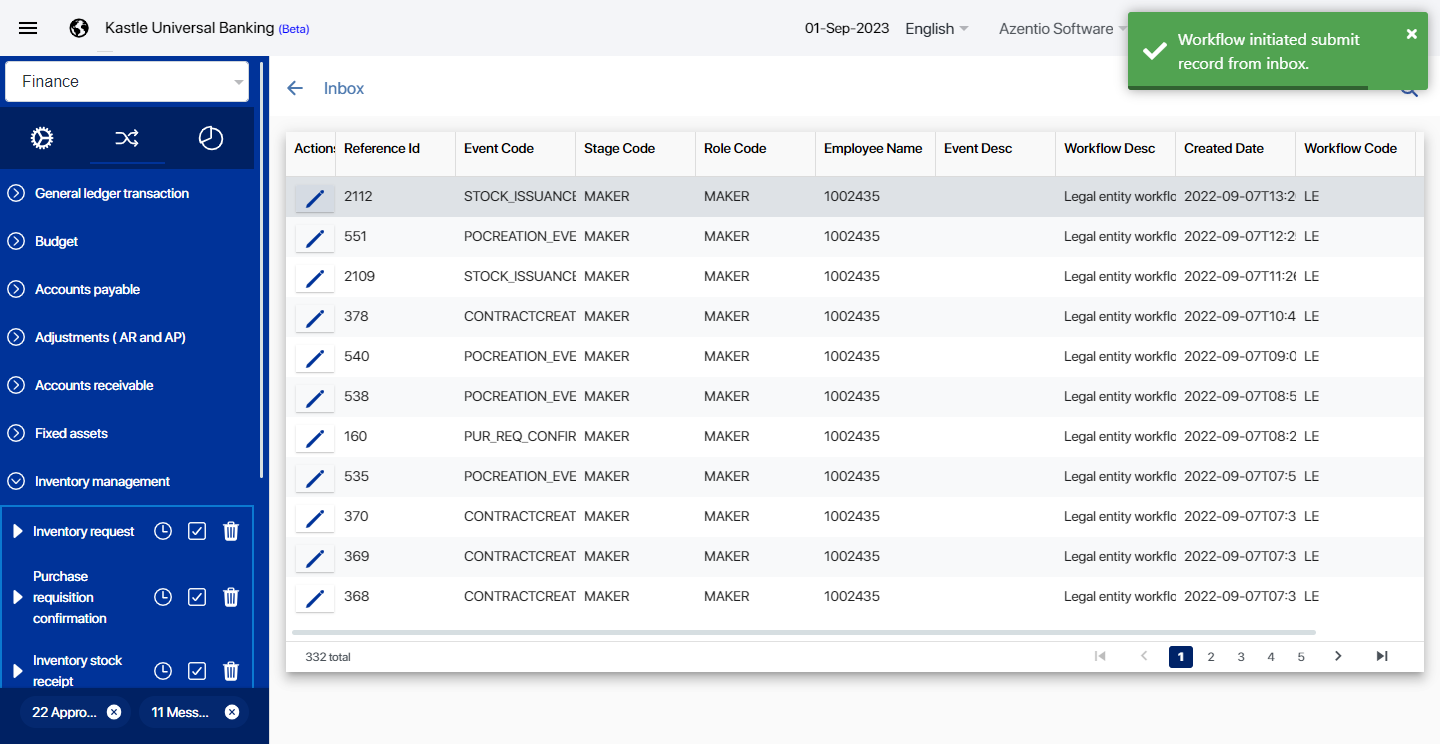 Kastle Universal Banking (Beta)
01-Sep-2023 English Azentio Software
Workflow initiated submit
record from inbox.
Finance
General ledger transaction
Budget
Accounts payable
Adjustments ( AR and AP)
Accounts receivable
Fixed assets
Inventory management
Inventory request
Purchase
requisition
confirmation
Inventory stock
receipt
22 Appro...
11 Mess...
Inbox
Actions Reference Id Event Code Stage Code Role Code Employee Name Event Desc Workflow Desc Created Date Workflow Code
2112 STOCK_ISSUANCE MAKER MAKER 1002435 Legal entity workflo 2022-09-07T13:2 LE
551 POCREATION_EVE MAKER MAKER 1002435 Legal entity workflo 2022-09-07T12:2 LE
2109 STOCK_ISSUANCE MAKER MAKER 1002435 Legal entity workflo 2022-09-07T11:26 LE
378 CONTRACTCREAT MAKER MAKER 1002435 Legal entity workflo 2022-09-07T10:4 LE
540 POCREATION_EVE MAKER MAKER 1002435 Legal entity workflo 2022-09-07T09:0 LE
538 POCREATION_EVE MAKER MAKER 1002435 Legal entity workflo 2022-09-07T08:5 LE
160 PUR_REQ_CONFIR MAKER MAKER 1002435 Legal entity workflo 2022-09-07T08:2 LE
535 POCREATION_EVE MAKER MAKER 1002435 Legal entity workflo 2022-09-07T07:5 LE
370 CONTRACTCREAT MAKER MAKER 1002435 Legal entity workflo 2022-09-07T07:3 LE
369 CONTRACTCREAT MAKER MAKER 1002435 Legal entity workflo 2022-09-07T07:3 LE
368 CONTRACTCREAT MAKER MAKER 1002435 Legal entity workflo 2022-09-07T07:3 LE
332 total
1 2 3 4 5